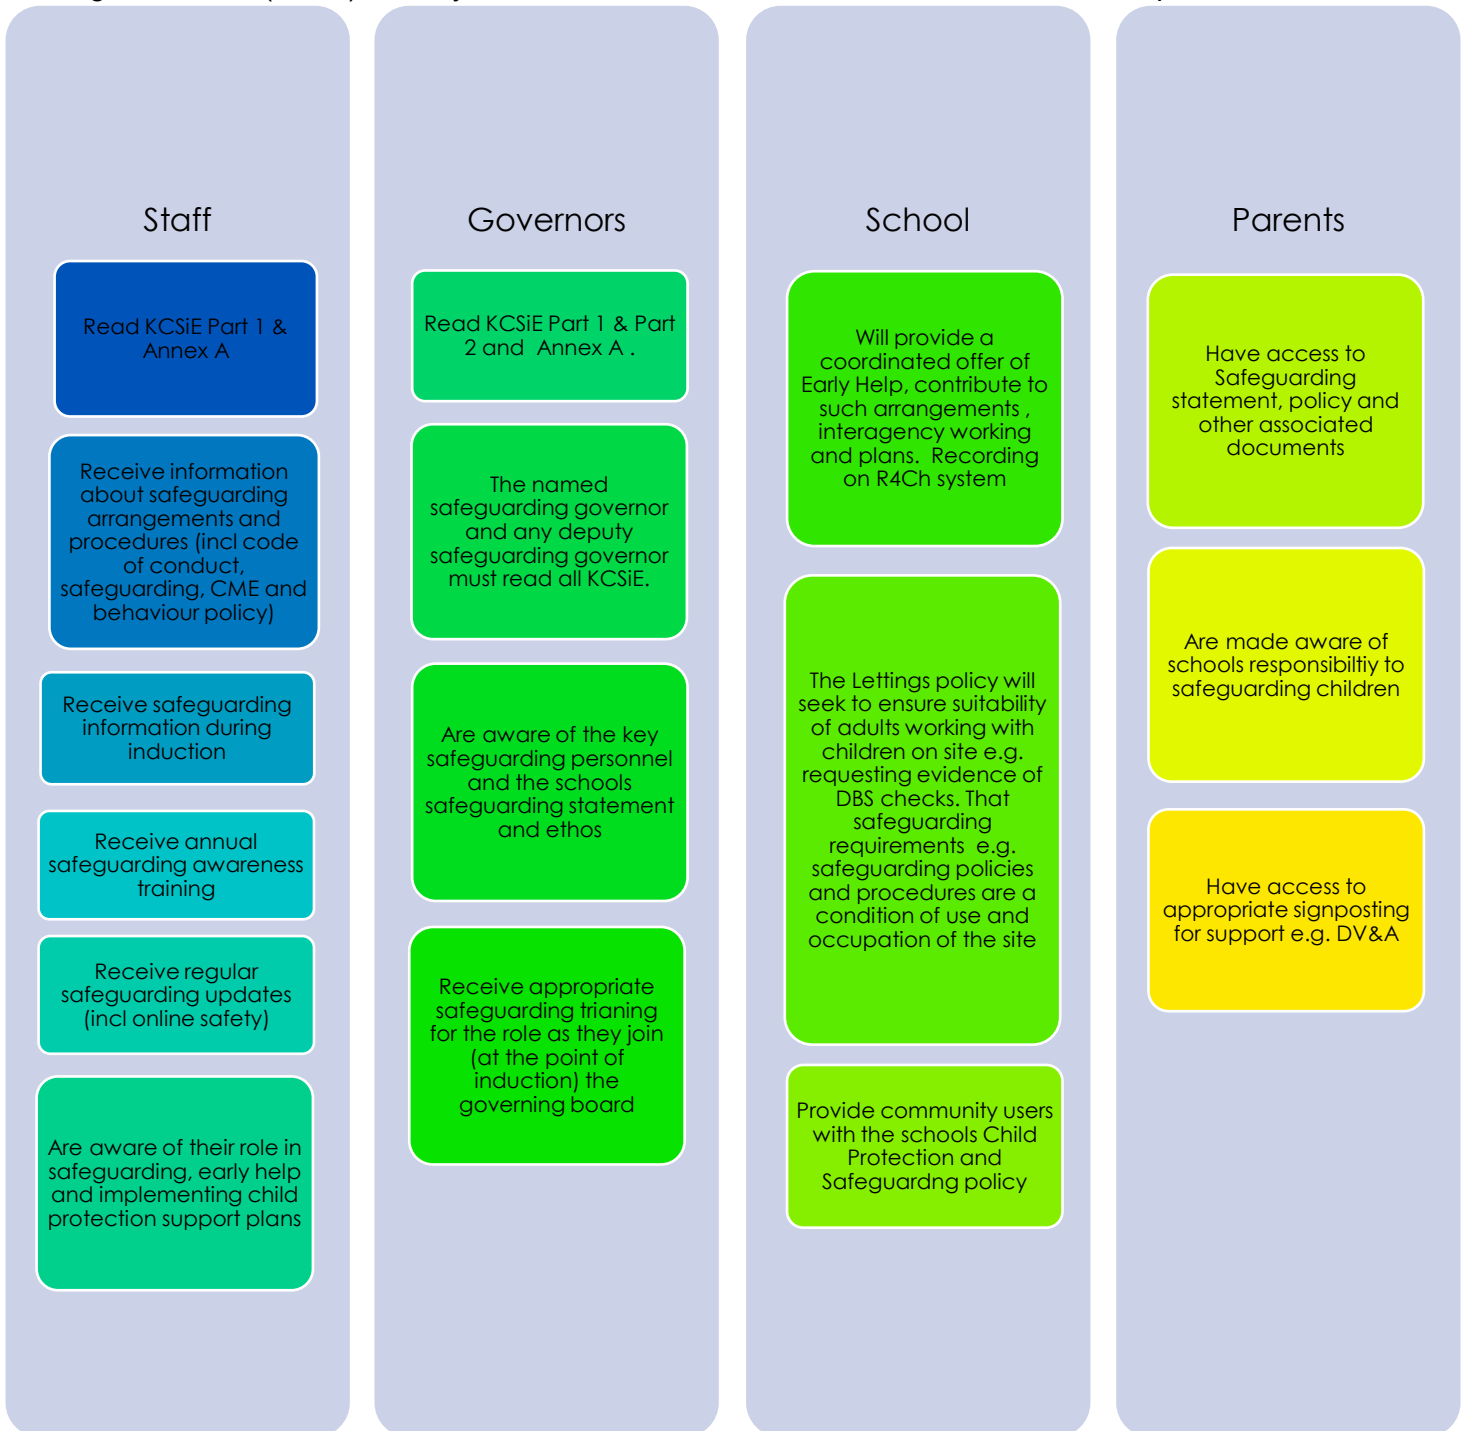 Staff
Read KCSiE Part 1 &
Annex A
Receive information
about safeguarding
arrangements and
procedures (incl code
of conduct,
safeguarding, CME and
behaviour policy)
Receive safeguarding
information during
induction
Receive annual
safeguarding awareness
training
Receive regular
safeguarding updates
(incl online safety)
Are aware of their role in
safeguarding, early help
and implementing child
protection support plans
Governors
Read KCSiE Part 1 & Part
2 and Annex A .
The named
safeguarding governor
and any deputy
safeguarding governor
must read all KCSiE.
Are aware of the key
safeguarding personnel
and the schools
safeguarding statement
and ethos
Receive appropriate
safeguarding trianing
for the role as they join
(at the point of
induction) the
governing board
School
Will provide a
coordinated offer of
Early Help, contribute to
such arrangements ,
interagency working
and plans. Recording
on R4Ch system
The Lettings policy will
seek to ensure suitability
of adults working with
children on site e.g.
requesting evidence of
DBS checks. That
safeguarding
requirements e.g.
safeguarding policies
and procedures are a
condition of use and
occupation of the site
Provide community users
with the schools Child
Protection and
Safeguardng policy
Parents
Have access to
Safeguarding
statement, policy and
other associated
documents
Are made aware of
schools responsibiltiy to
safeguarding children
Have access to
appropriate signposting
for support e.g. DV&A